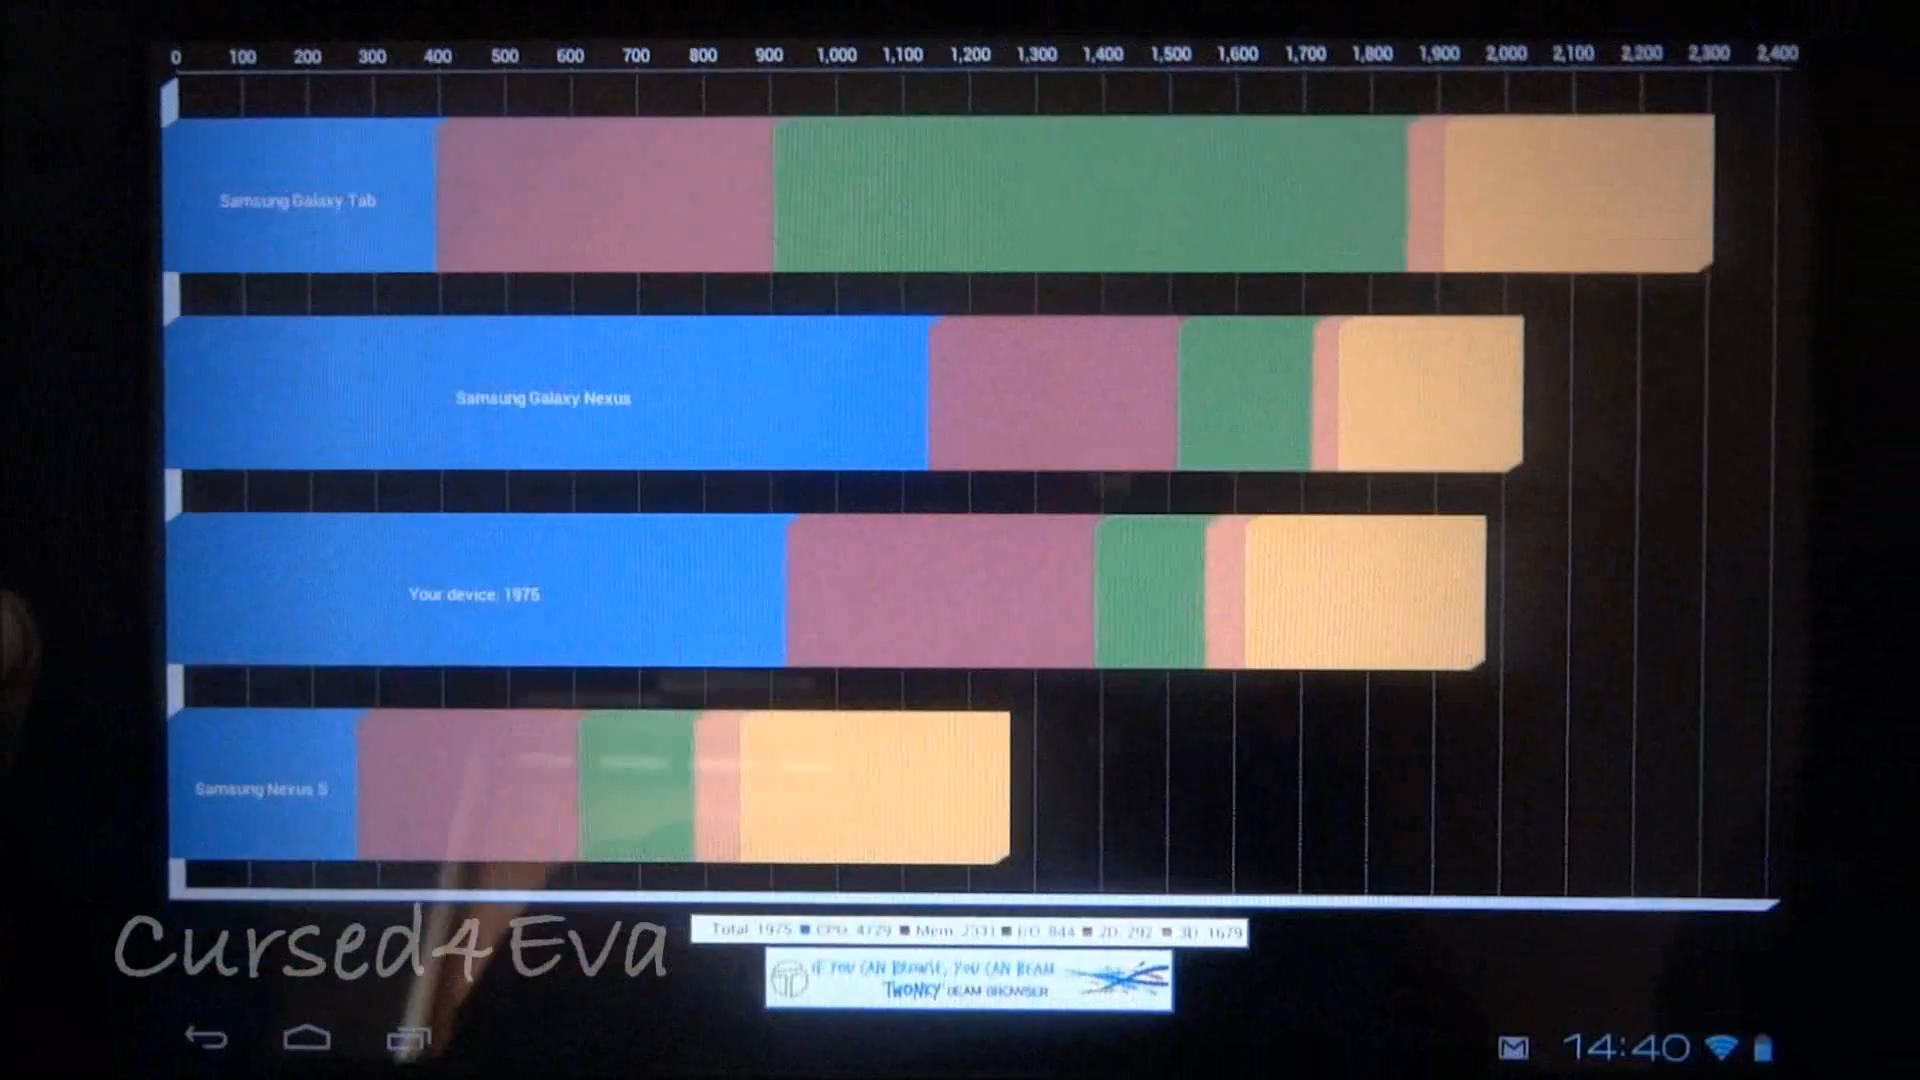 0 100 200 300 400 500 600 700 800 900 1,000 1,100 1,200 1,300 1,400 1,500 1,600 1,700 1,800 1,900 2,000 2,100 2,200 2,300 2,400
Samsung Galaxy Tab
Samsung Galaxy Nexus
Your device: 1975
Samsung Nexus S
Total: 1975 CPU: 4729 Mem: 2331 I/O: 844 2D: 292 3D: 1679
IF YOU CAN BROWSE, YOU CAN BEAM
TWONKY BEAM BROWSER
Cursed4Eva
14:40